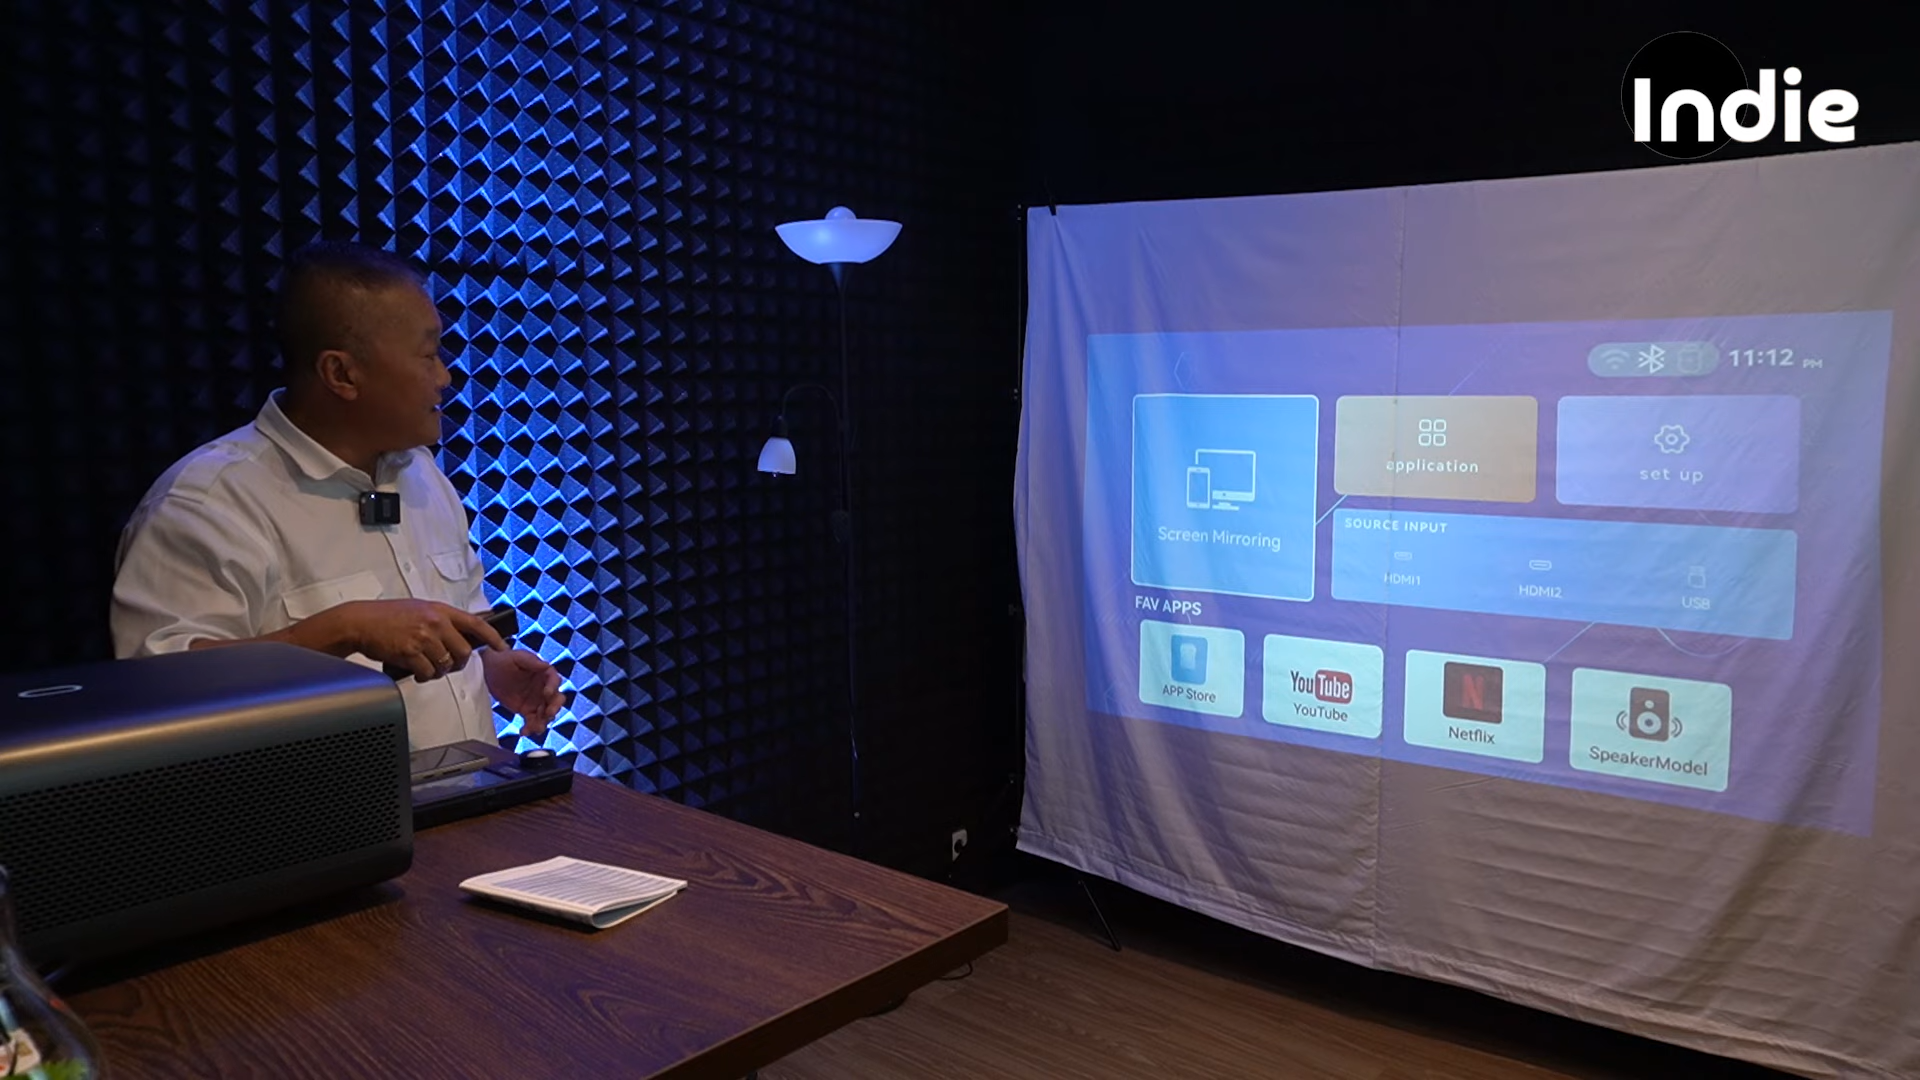 Indie
11:12 PM
Screen Mirroring
application
set up
SOURCE INPUT
HDMI1
HDMI2
USB
FAV APPS
APP Store
YouTube
YouTube
Netflix
SpeakerModel